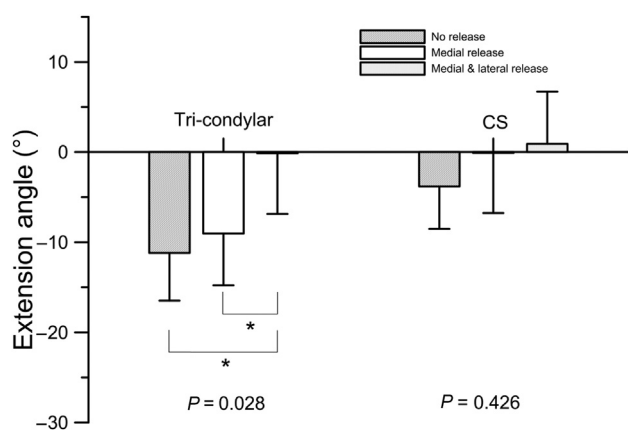 No release
Medial release
Medial & lateral release
10
Tri-condylar
CS
0
Extension angle (°)
−10
*
−20
*
P = 0.028
P = 0.426
−30